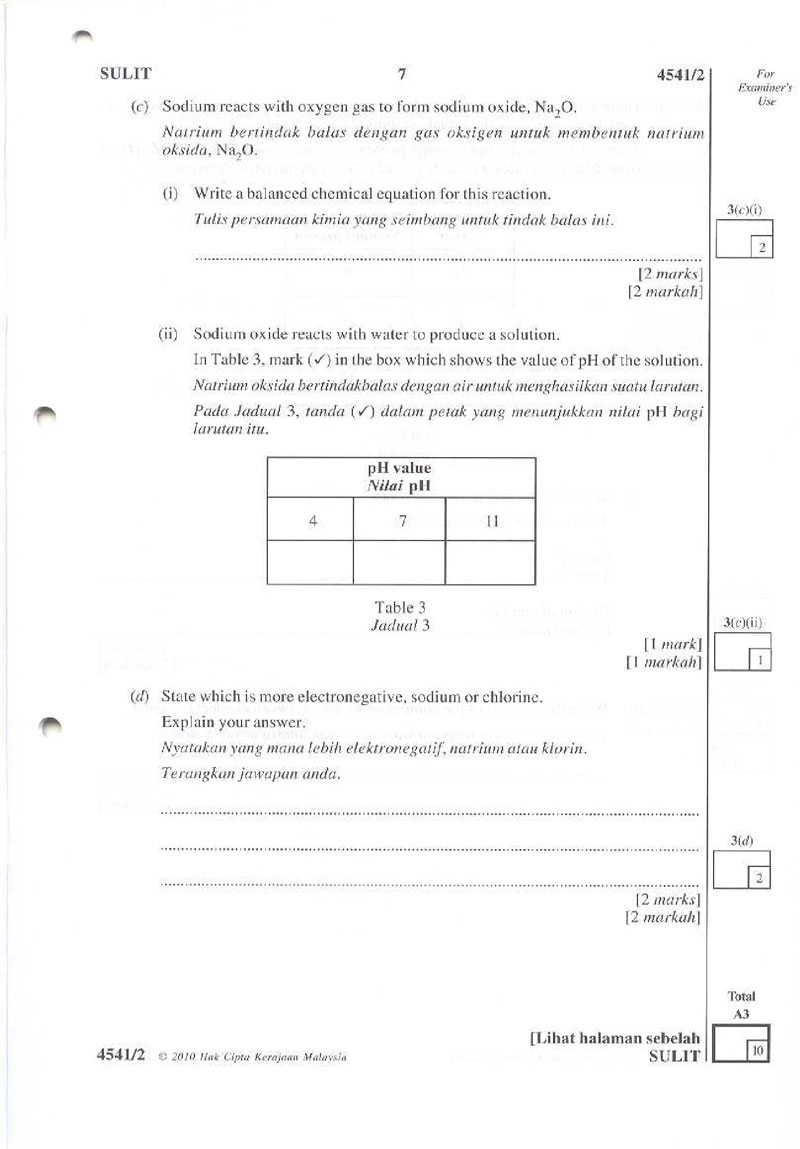 SULIT 7 4541/2 For
Examiner's
Use
(c) Sodium reacts with oxygen gas to form sodium oxide, Na₂O.
Natrium bertindak balas dengan gas oksigen untuk membentuk natrium
oksida, Na₂O.
(i) Write a balanced chemical equation for this reaction.
Tulis persamaan kimia yang seimbang untuk tindak balas ini.
3(c)(i)
2
[2 marks]
[2 markah]
(ii) Sodium oxide reacts with water to produce a solution.
In Table 3, mark (✓) in the box which shows the value of pH of the solution.
Natrium oksida bertindakbalas dengan air untuk menghasilkan suatu larutan.
Pada Jadual 3, tanda (✓) dalam petak yang menunjukkan nilai pH bagi
larutan itu.
pH value
Nilai pH
4 7 11
Table 3
Jadual 3
3(c)(ii)
[1 mark]
[1 markah] 1
(d) State which is more electronegative, sodium or chlorine.
Explain your answer.
Nyatakan yang mana lebih elektronegatif, natrium atau klorin.
Terangkan jawapan anda.
3(d)
2
[2 marks]
[2 markah]
Total
A3
10
[Lihat halaman sebelah
4541/2 © 2010 Hak Cipta Kerajaan Malaysia SULIT